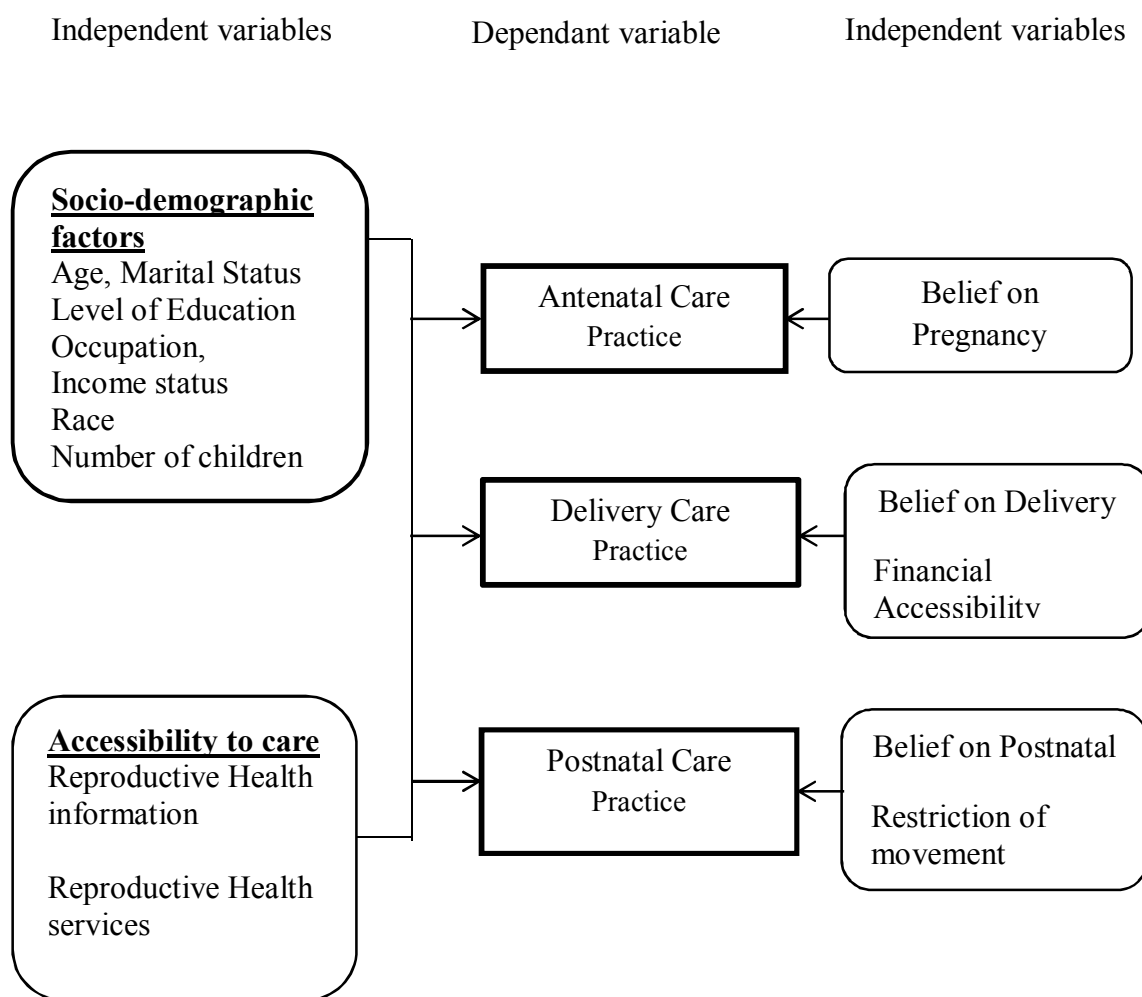 Independent variables
Dependant variable
Independent variables
Socio-demographic
factors
Age, Marital Status
Level of Education
Occupation,
Income status
Race
Number of children
Accessibility to care
Reproductive Health
information
Reproductive Health
services
Antenatal Care
Practice
Delivery Care
Practice
Postnatal Care
Practice
Belief on
Pregnancy
Belief on Delivery
Financial
Accessibility
Belief on Postnatal
Restriction of
movement